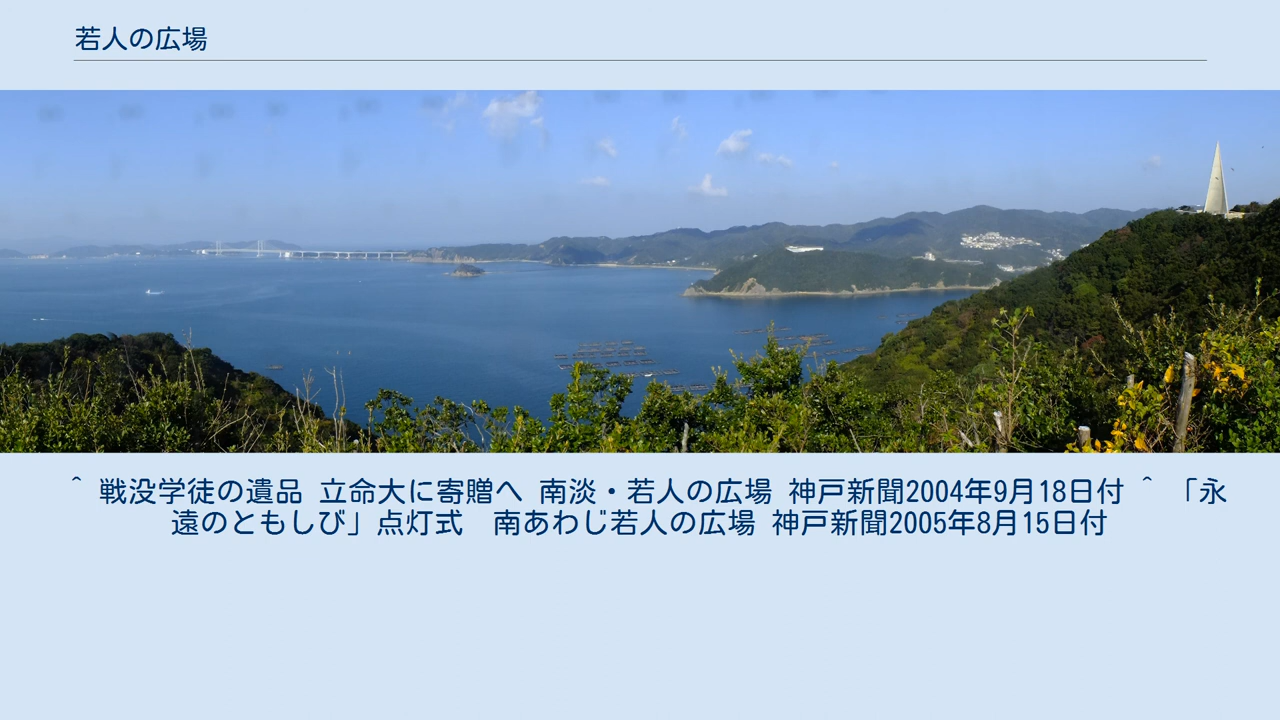 若人の広場
^ 戦没学徒の遺品 立命大に寄贈へ 南淡・若人の広場 神戸新聞2004年9月18日付 ^ 「永
遠のともしび」点灯式　南あわじ若人の広場 神戸新聞2005年8月15日付